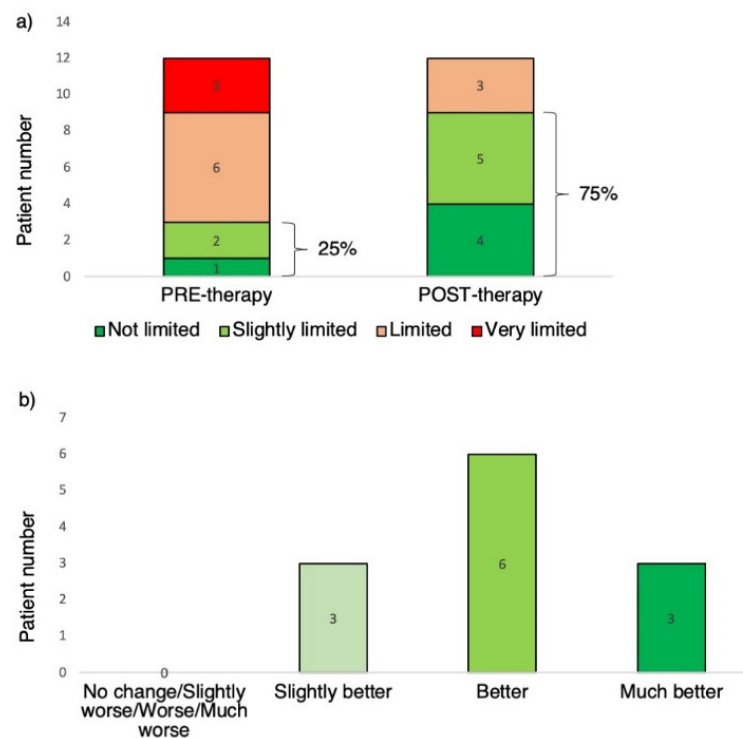 a)
14
12
10
8
6
4
2
0
Patient number
3
6
2
1
25%
3
5
4
75%
PRE-therapy POST-therapy
Not limited Slightly limited Limited Very limited
b)
7
6
5
4
3
2
1
0
Patient number
0
3
6
3
No change/Slightly
worse/Worse/Much
worse
Slightly better
Better
Much better